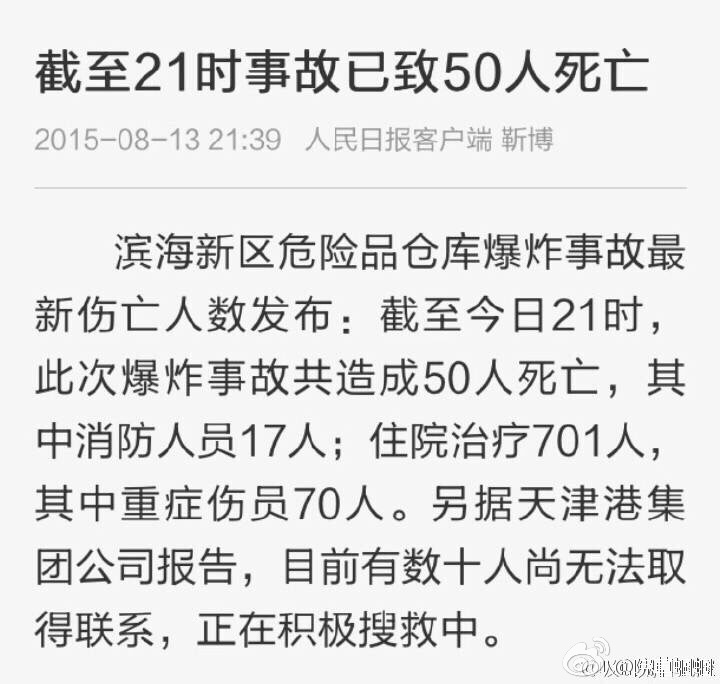 截至21时事故已致50人死亡
2015-08-13 21:39 人民日报客户端 靳博
滨海新区危险品仓库爆炸事故最
新伤亡人数发布：截至今日21时，
此次爆炸事故共造成50人死亡，其
中消防人员17人；住院治疗701人，
其中重症伤员70人。另据天津港集
团公司报告，目前有数十人尚无法取
得联系，正在积极搜救中。